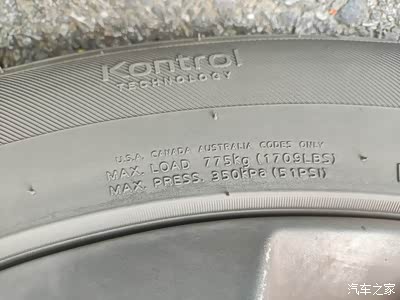 Kontrol
TECHNOLOGY
U.S.A. CANADA AUSTRALIA CODES ONLY
MAX. LOAD 775kg (1709LBS)
MAX. PRESS. 350kPa (51PSI)
汽车之家